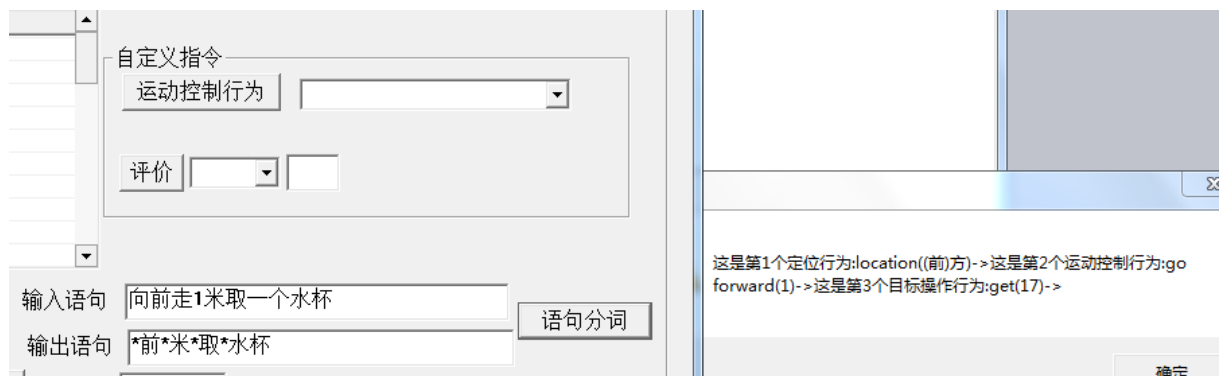 自定义指令
运动控制行为
评价
输入语句 向前走1米取一个水杯
语句分词
输出语句 *前*米*取*水杯
这是第1个定位行为:location((前)方)->这是第2个运动控制行为:go
forward(1)->这是第3个目标操作行为:get(17)->
确定